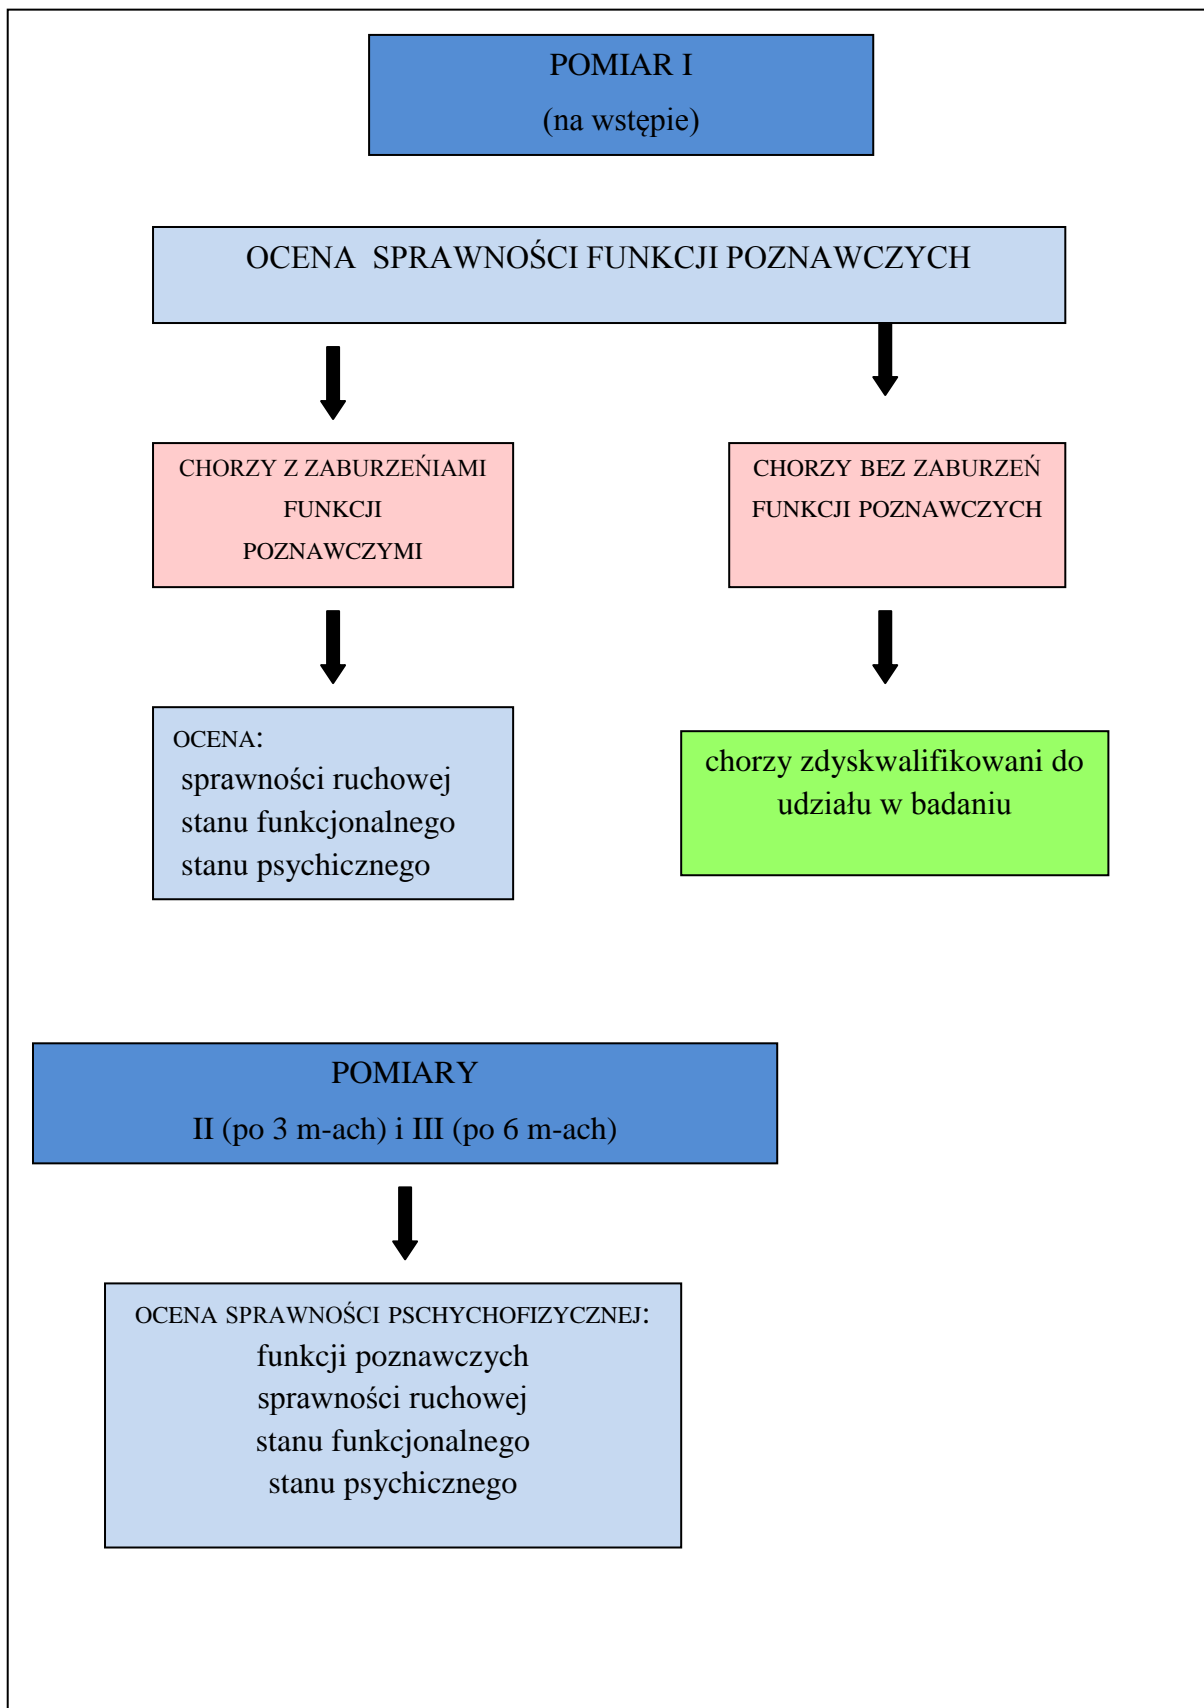 POMIAR I
(na wstępie)
OCENA SPRAWNOŚCI FUNKCJI POZNAWCZYCH
CHORZY Z ZABURZEŃIAMI
FUNKCJI
POZNAWCZYMI
CHORZY BEZ ZABURZEŃ
FUNKCJI POZNAWCZYCH
OCENA:
sprawności ruchowej
stanu funkcjonalnego
stanu psychicznego
chorzy zdyskwalifikowani do
udziału w badaniu
POMIARY
II (po 3 m-ach) i III (po 6 m-ach)
OCENA SPRAWNOŚCI PSCHYCHOFIZYCZNEJ:
funkcji poznawczych
sprawności ruchowej
stanu funkcjonalnego
stanu psychicznego